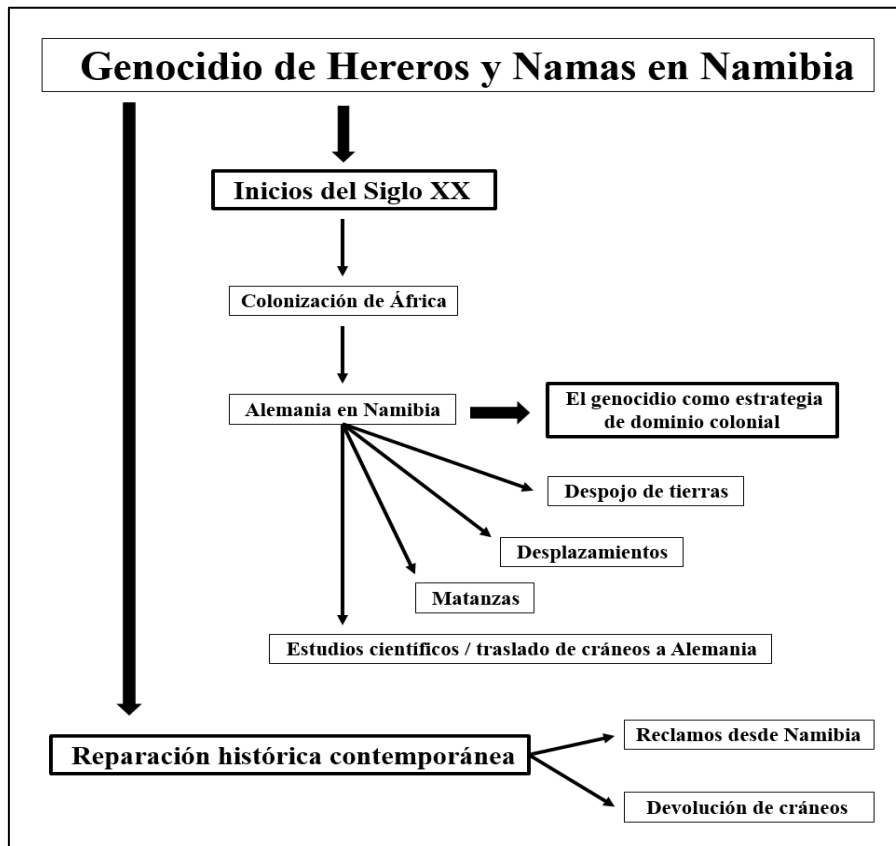 Genocidio de Hereros y Namas en Namibia
Inicios del Siglo XX
Colonización de África
Alemania en Namibia
El genocidio como estrategia
de dominio colonial
Despojo de tierras
Desplazamientos
Matanzas
Estudios científicos / traslado de cráneos a Alemania
Reparación histórica contemporánea
Reclamos desde Namibia
Devolución de cráneos